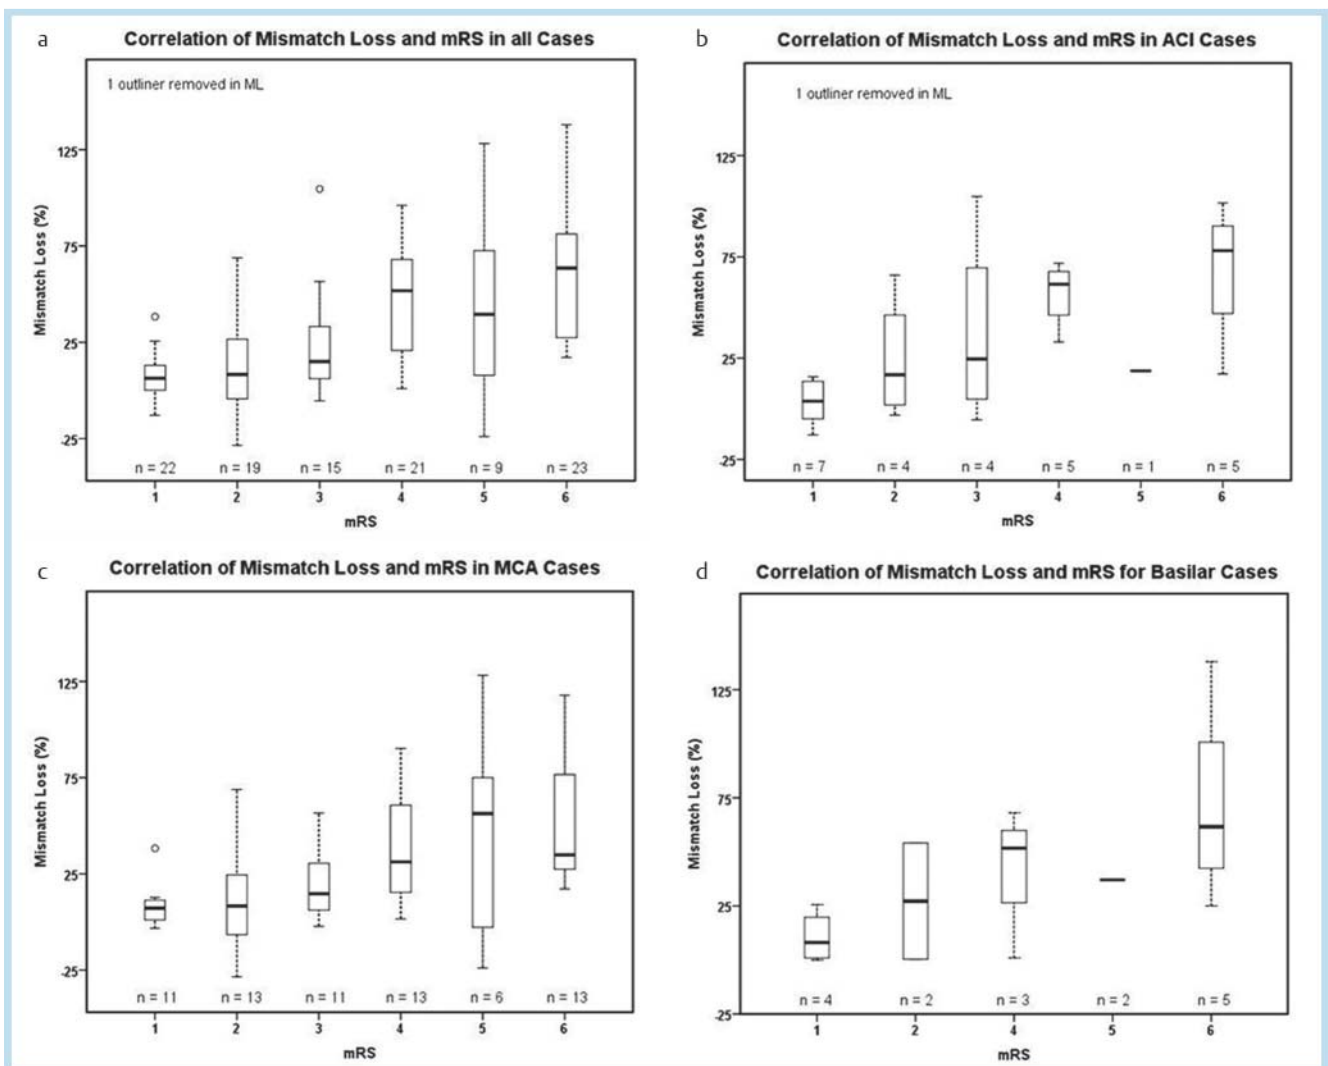 a
Correlation of Mismatch Loss and mRS in all Cases
1 outliner removed in ML
Mismatch Loss (%)
125
75
25
-25
n = 22 n = 19 n = 15 n = 21 n = 9 n = 23
1 2 3 4 5 6
mRS
b
Correlation of Mismatch Loss and mRS in ACI Cases
1 outliner removed in ML
Mismatch Loss (%)
125
75
25
-25
n = 7 n = 4 n = 4 n = 5 n = 1 n = 5
1 2 3 4 5 6
mRS
c
Correlation of Mismatch Loss and mRS in MCA Cases
Mismatch Loss (%)
125
75
25
-25
n = 11 n = 13 n = 11 n = 13 n = 6 n = 13
1 2 3 4 5 6
mRS
d
Correlation of Mismatch Loss and mRS for Basilar Cases
Mismatch Loss (%)
125
75
25
-25
n = 4 n = 2 n = 3 n = 2 n = 5
1 2 4 5 6
mRS